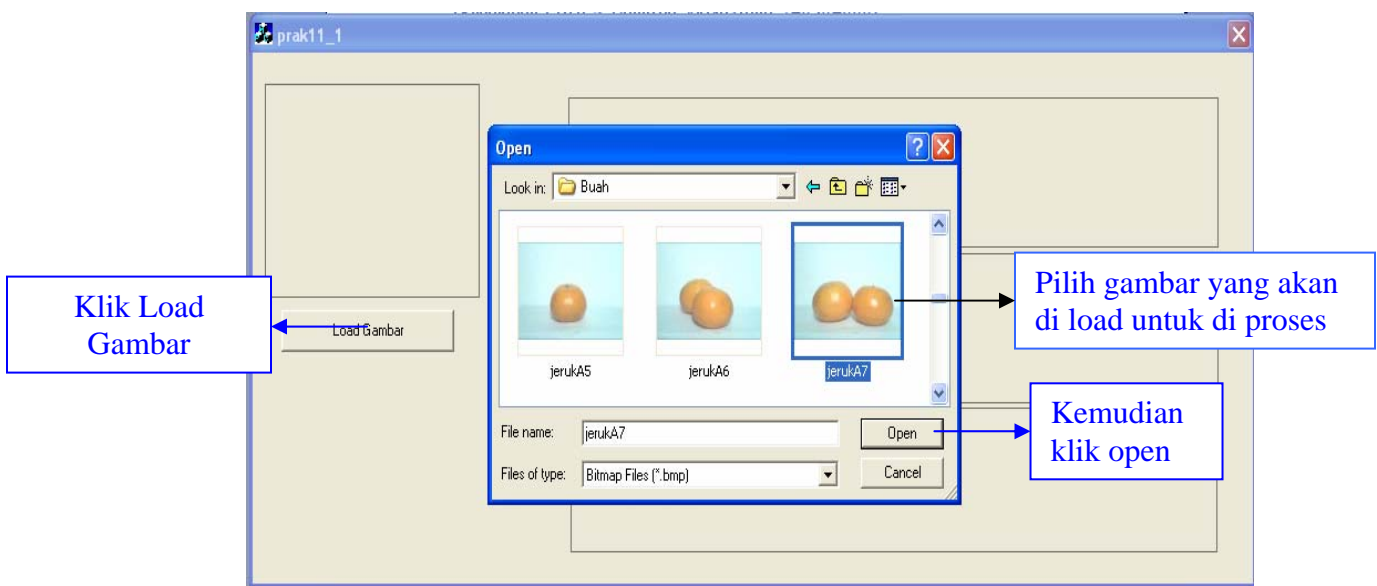 prak11_1
Open
Look in:
Buah
Klik Load
Gambar
Load Gambar
jerukA5
jerukA6
jerukA7
Pilih gambar yang akan
di load untuk di proses
File name:
jerukA7
Open
Kemudian
klik open
Files of type:
Bitmap Files (*.bmp)
Cancel